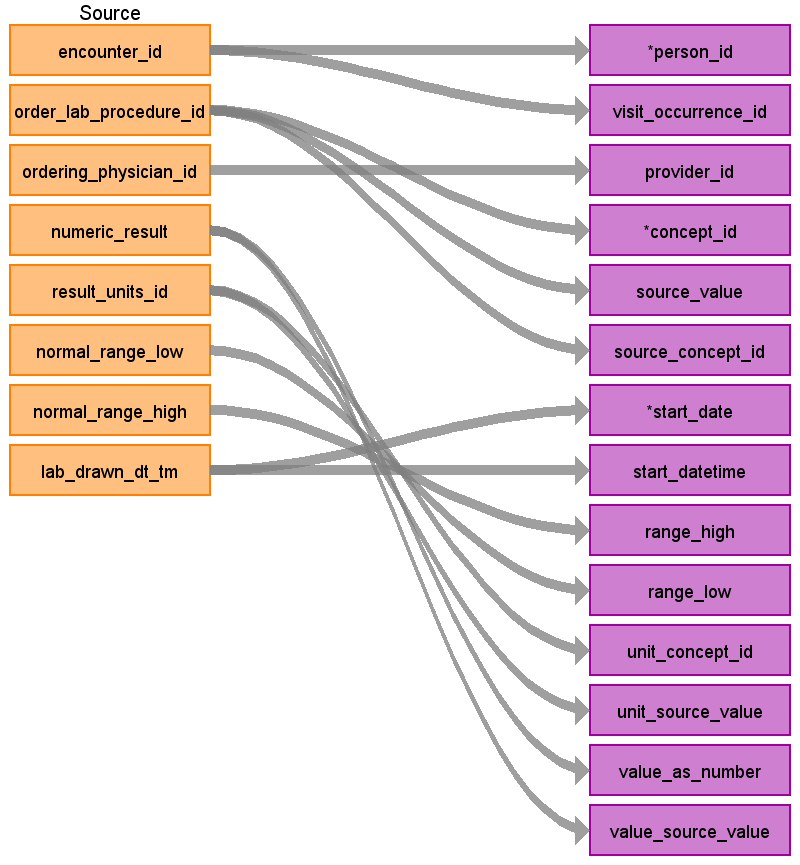 Source
encounter_id
*person_id
order_lab_procedure_id
visit_occurrence_id
ordering_physician_id
provider_id
numeric_result
*concept_id
result_units_id
source_value
normal_range_low
source_concept_id
normal_range_high
*start_date
lab_drawn_dt_tm
start_datetime
range_high
range_low
unit_concept_id
unit_source_value
value_as_number
value_source_value